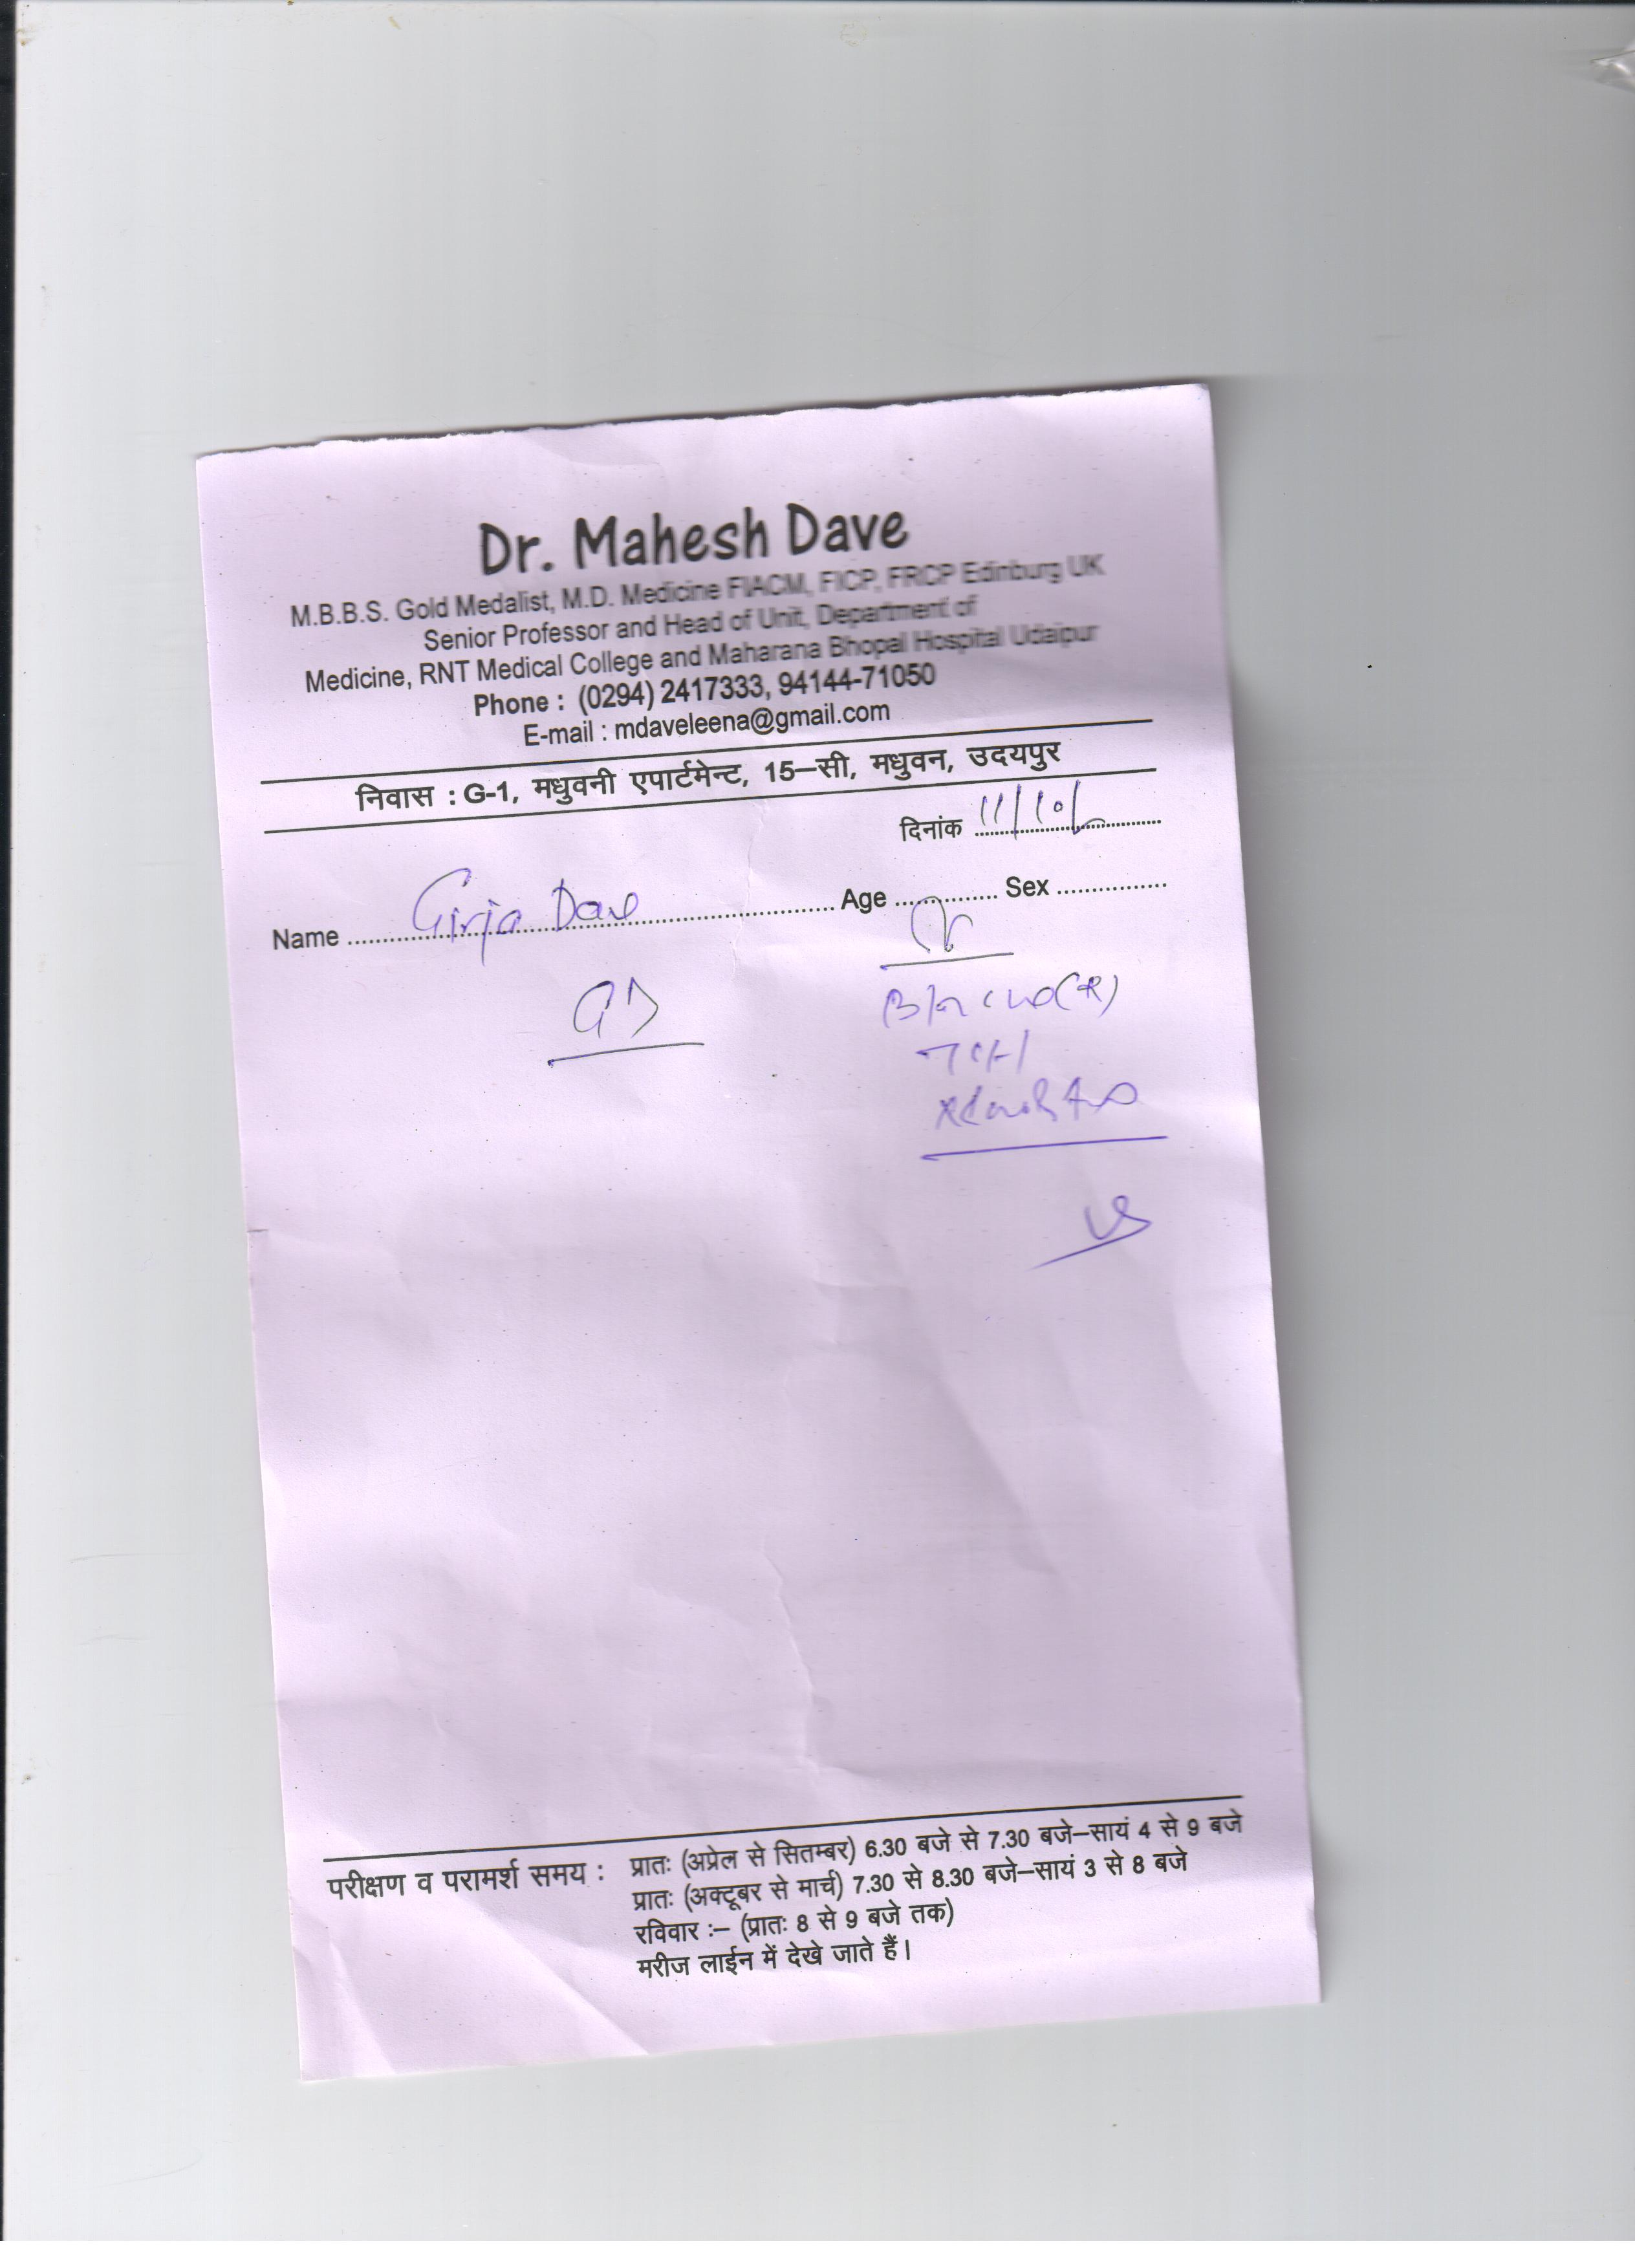 Dr. Mahesh Dave
M.B.B.S. Gold Medalist, M.D. Medicine FIACM, FICP, FRCP Edinburg UK
Senior Professor and Head of Unit, Department of
Medicine, RNT Medical College and Maharana Bhopal Hospital Udaipur
Phone : (0294) 2417333, 94144-71050
E-mail : mdaveleena@gmail.com
निवास : G-1, मधुवनी एपार्टमेन्ट, 15–सी, मधुवन, उदयपुर
दिनांक 11/10/
Name Girja Dave Age Sex
परीक्षण व परामर्श समय : प्रातः (अप्रेल से सितम्बर) 6.30 बजे से 7.30 बजे–सायं 4 से 9 बजे
प्रातः (अक्टूबर से मार्च) 7.30 से 8.30 बजे–सायं 3 से 8 बजे
रविवार :– (प्रातः 8 से 9 बजे तक)
मरीज लाईन में देखे जाते हैं।